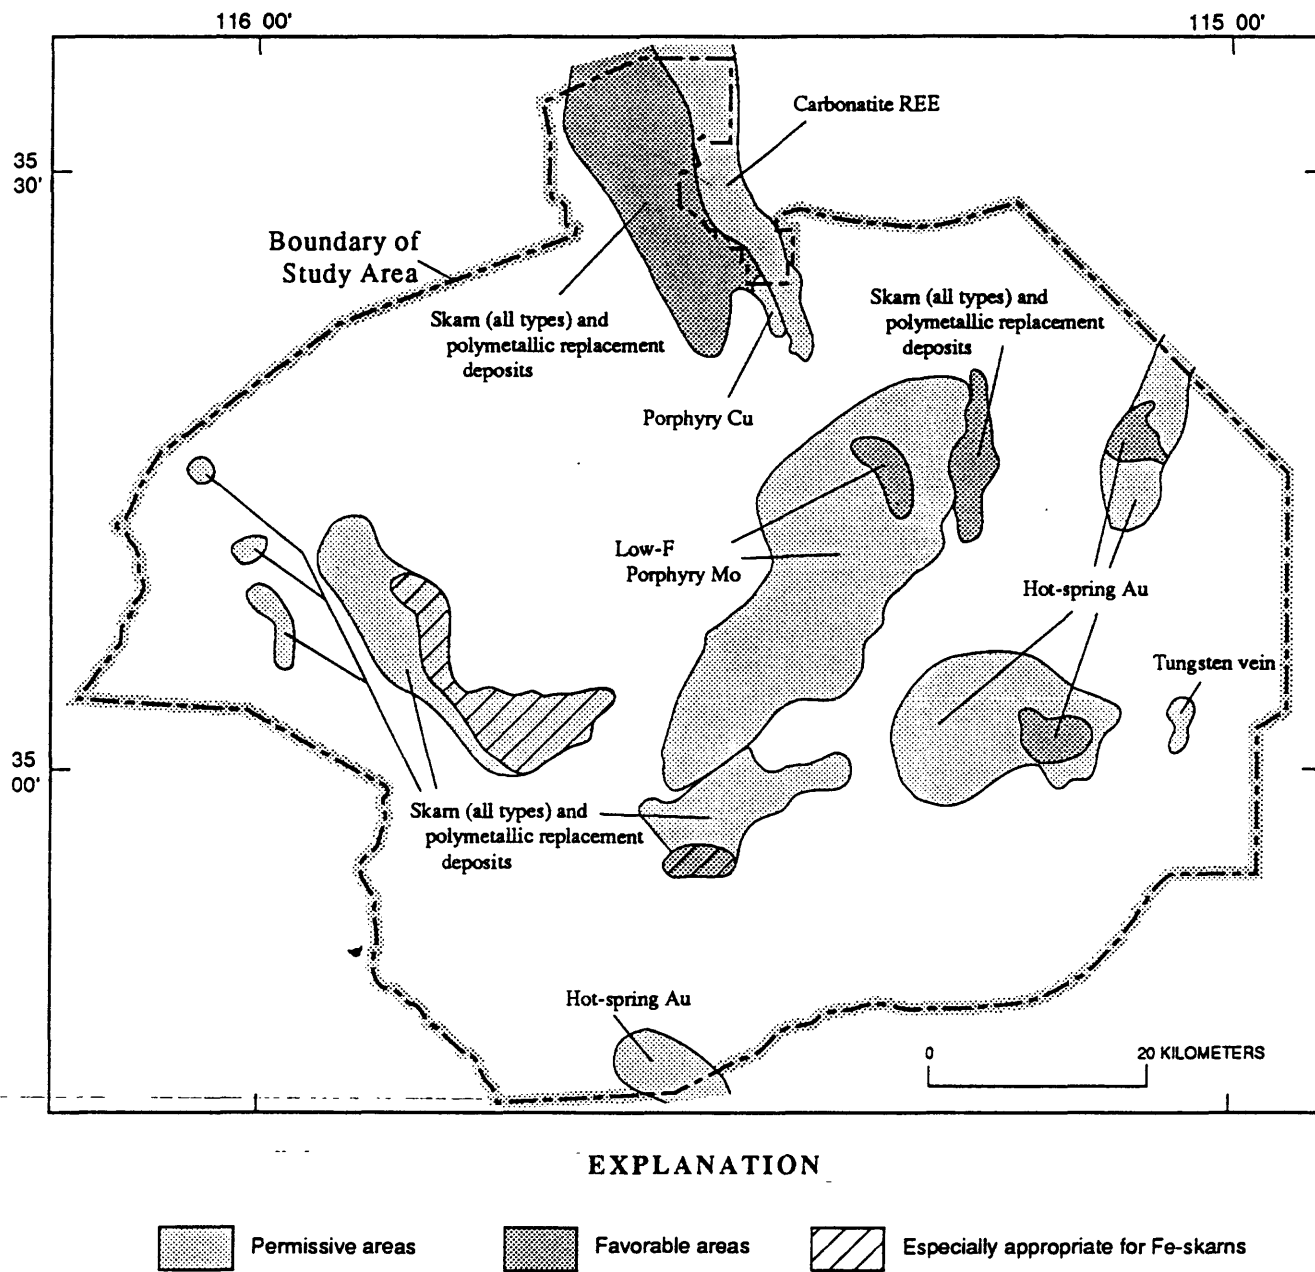 116 00'
115 00'
Carbonatite REE
35
30'
Boundary of
Study Area
Skarn (all types) and
polymetallic replacement
deposits
Skarn (all types) and
polymetallic replacement
deposits
Porphyry Cu
Low-F
Porphyry Mo
Hot-spring Au
Tungsten vein
35
00'
Skarn (all types) and
polymetallic replacement
deposits
Hot-spring Au
0
20 KILOMETERS
EXPLANATION
Permissive areas
Favorable areas
Especially appropriate for Fe-skarns